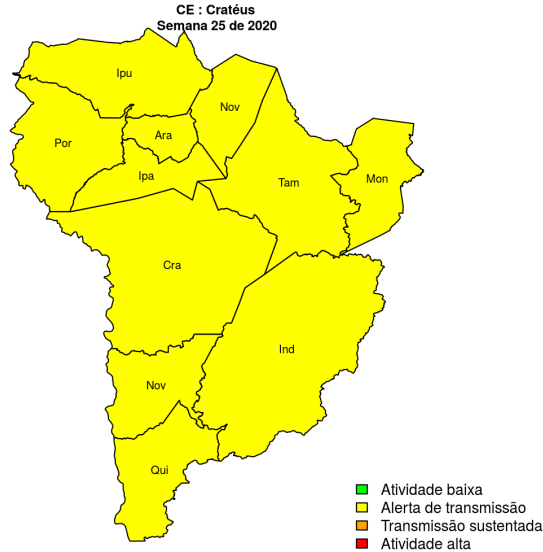 CE : Cratéus
Semana 25 de 2020
Ipu
Nov
Por
Ara
Ipa
Tam
Mon
Cra
Ind
Nov
Qui
Atividade baixa
Alerta de transmissão
Transmissão sustentada
Atividade alta